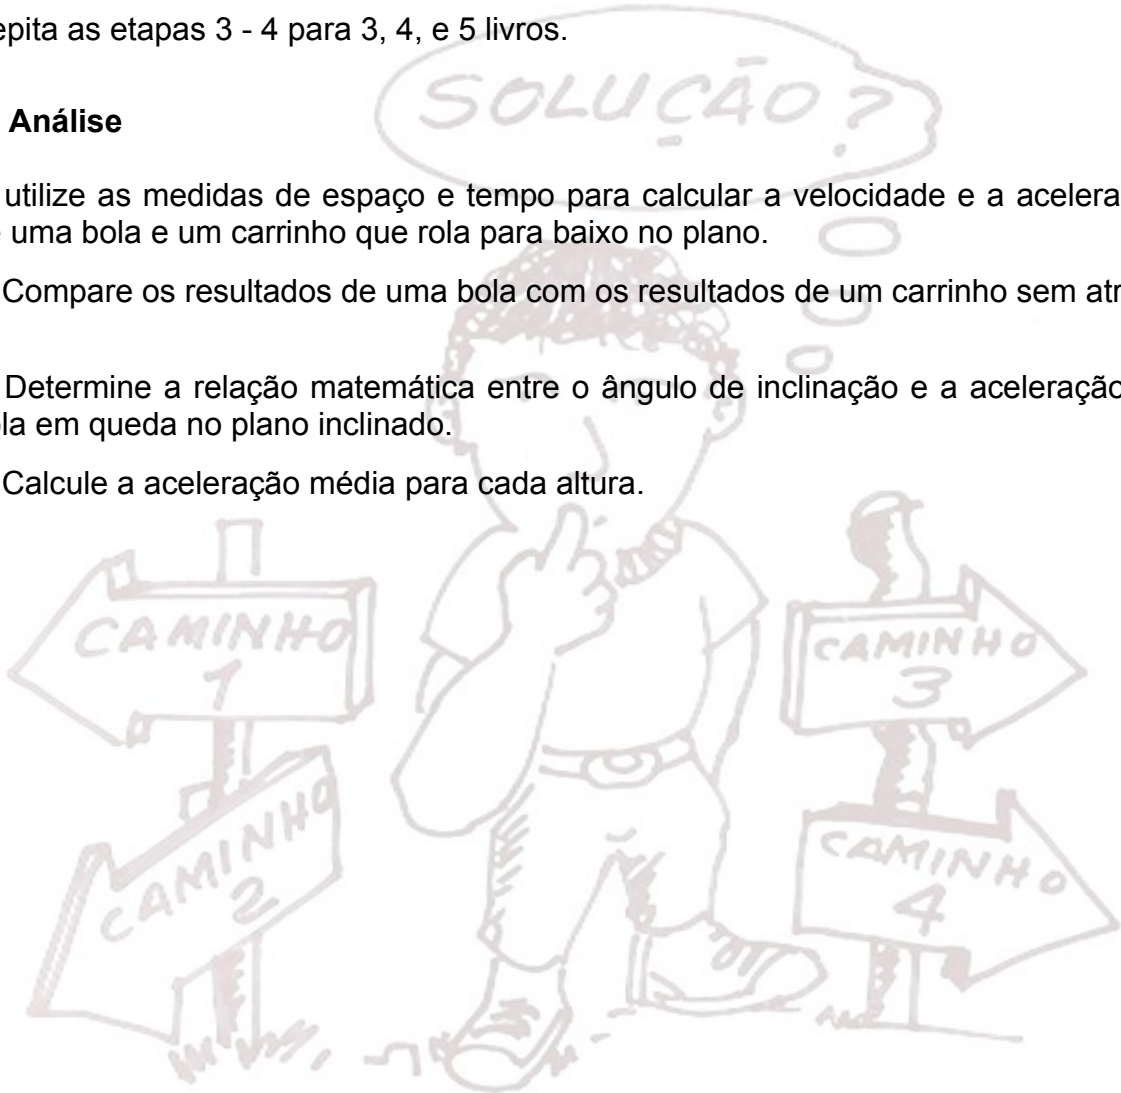 epita as etapas 3 - 4 para 3, 4, e 5 livros.
SOLUÇÃO?
Análise
utilize as medidas de espaço e tempo para calcular a velocidade e a acelera
e uma bola e um carrinho que rola para baixo no plano.
Compare os resultados de uma bola com os resultados de um carrinho sem atr
Determine a relação matemática entre o ângulo de inclinação e a aceleração
ola em queda no plano inclinado.
Calcule a aceleração média para cada altura.
CAMINHO
1
CAMINHO
3
CAMINHO
2
CAMINHO
4